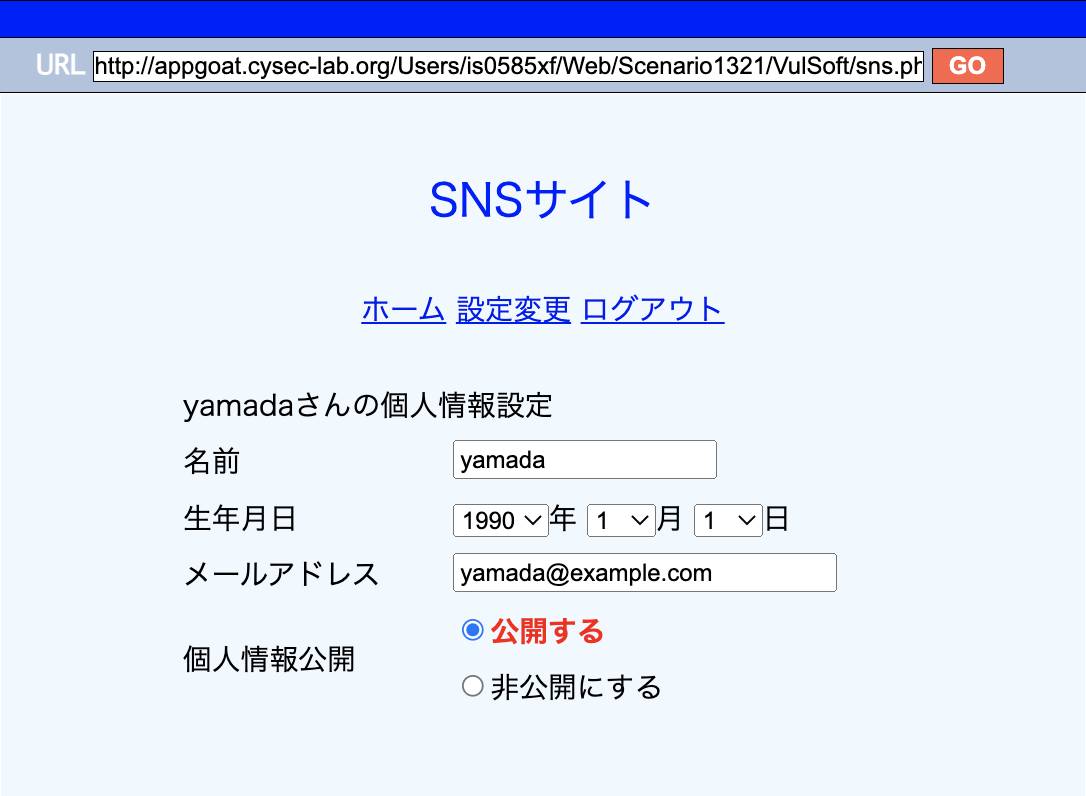 URL http://appgoat.cysec-lab.org/Users/is0585xf/Web/Scenario1321/VulSoft/sns.ph GO
SNSサイト
ホーム 設定変更 ログアウト
yamadaさんの個人情報設定
名前 yamada
生年月日 1990年 1月 1日
メールアドレス yamada@example.com
公開する
個人情報公開
非公開にする